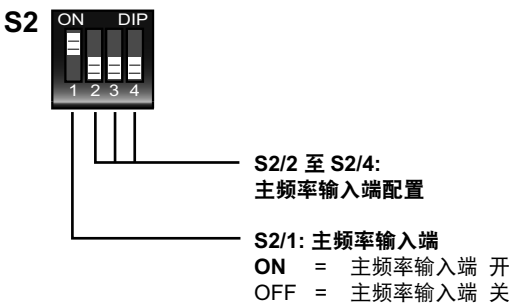 S2
ON DIP
1 2 3 4
S2/2 至 S2/4:
主频率输入端配置
S2/1: 主频率输入端
ON = 主频率输入端 开
OFF = 主频率输入端 关